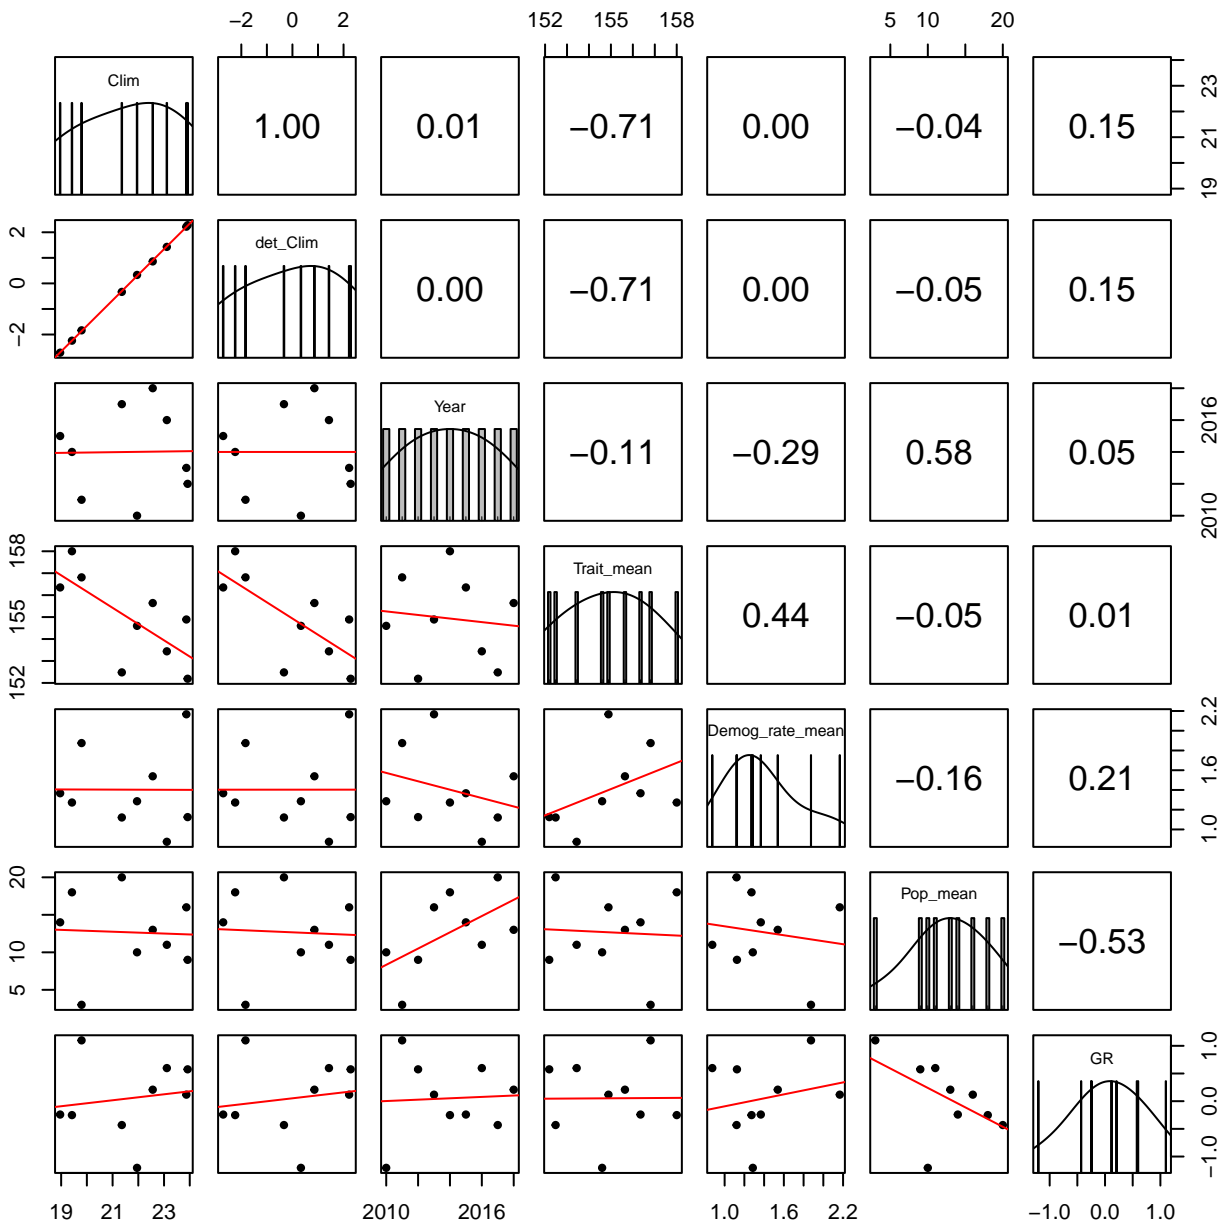 −2 0 2 152 155 158 5 10 20
Clim
1.00 0.01 −0.71 0.00 −0.04 0.15
19 21 23
−2 0 2
det_Clim
0.00 −0.71 0.00 −0.05 0.15
Year
−0.11 −0.29 0.58 0.05
2010 2016
152 155 158
Trait_mean
0.44 −0.05 0.01
Demog_rate_mean
−0.16 0.21
1.0 1.6 2.2
5 10 20
Pop_mean
−0.53
GR
−1.0 0.0 1.0
19 21 23 2010 2016 1.0 1.6 2.2 −1.0 0.0 1.0